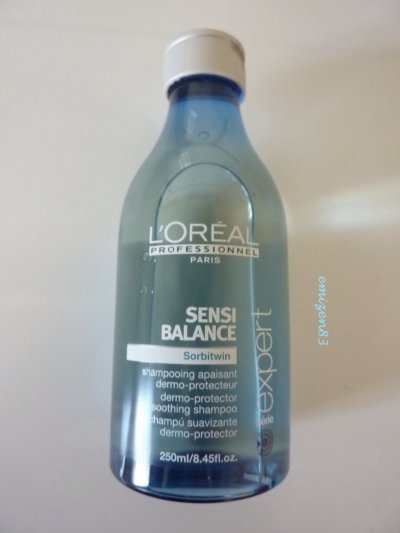 L'ORÉAL
PROFESSIONNEL
PARIS
SENSI
BALANCE
Sorbitwin
shampooing apaisant
dermo-protecteur
dermo-protector
soothing shampoo
champú suavizante
dermo-protector
250ml/8.45fl.oz.
serie
expert
emizen83